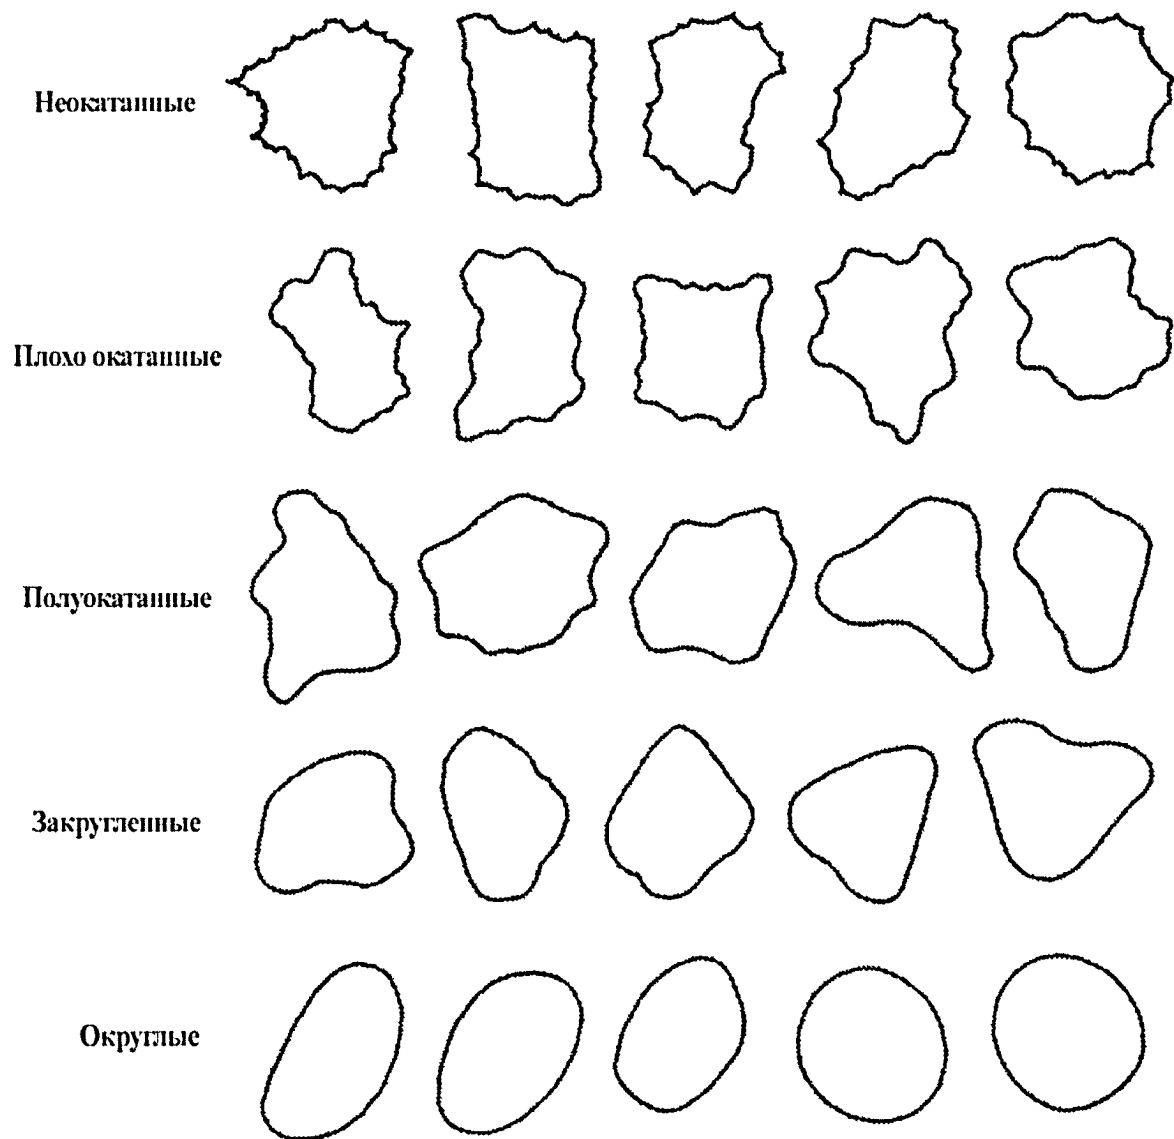 Неокатанные
Плохо окатанные
Полуокатанные
Закругленные
Округлые